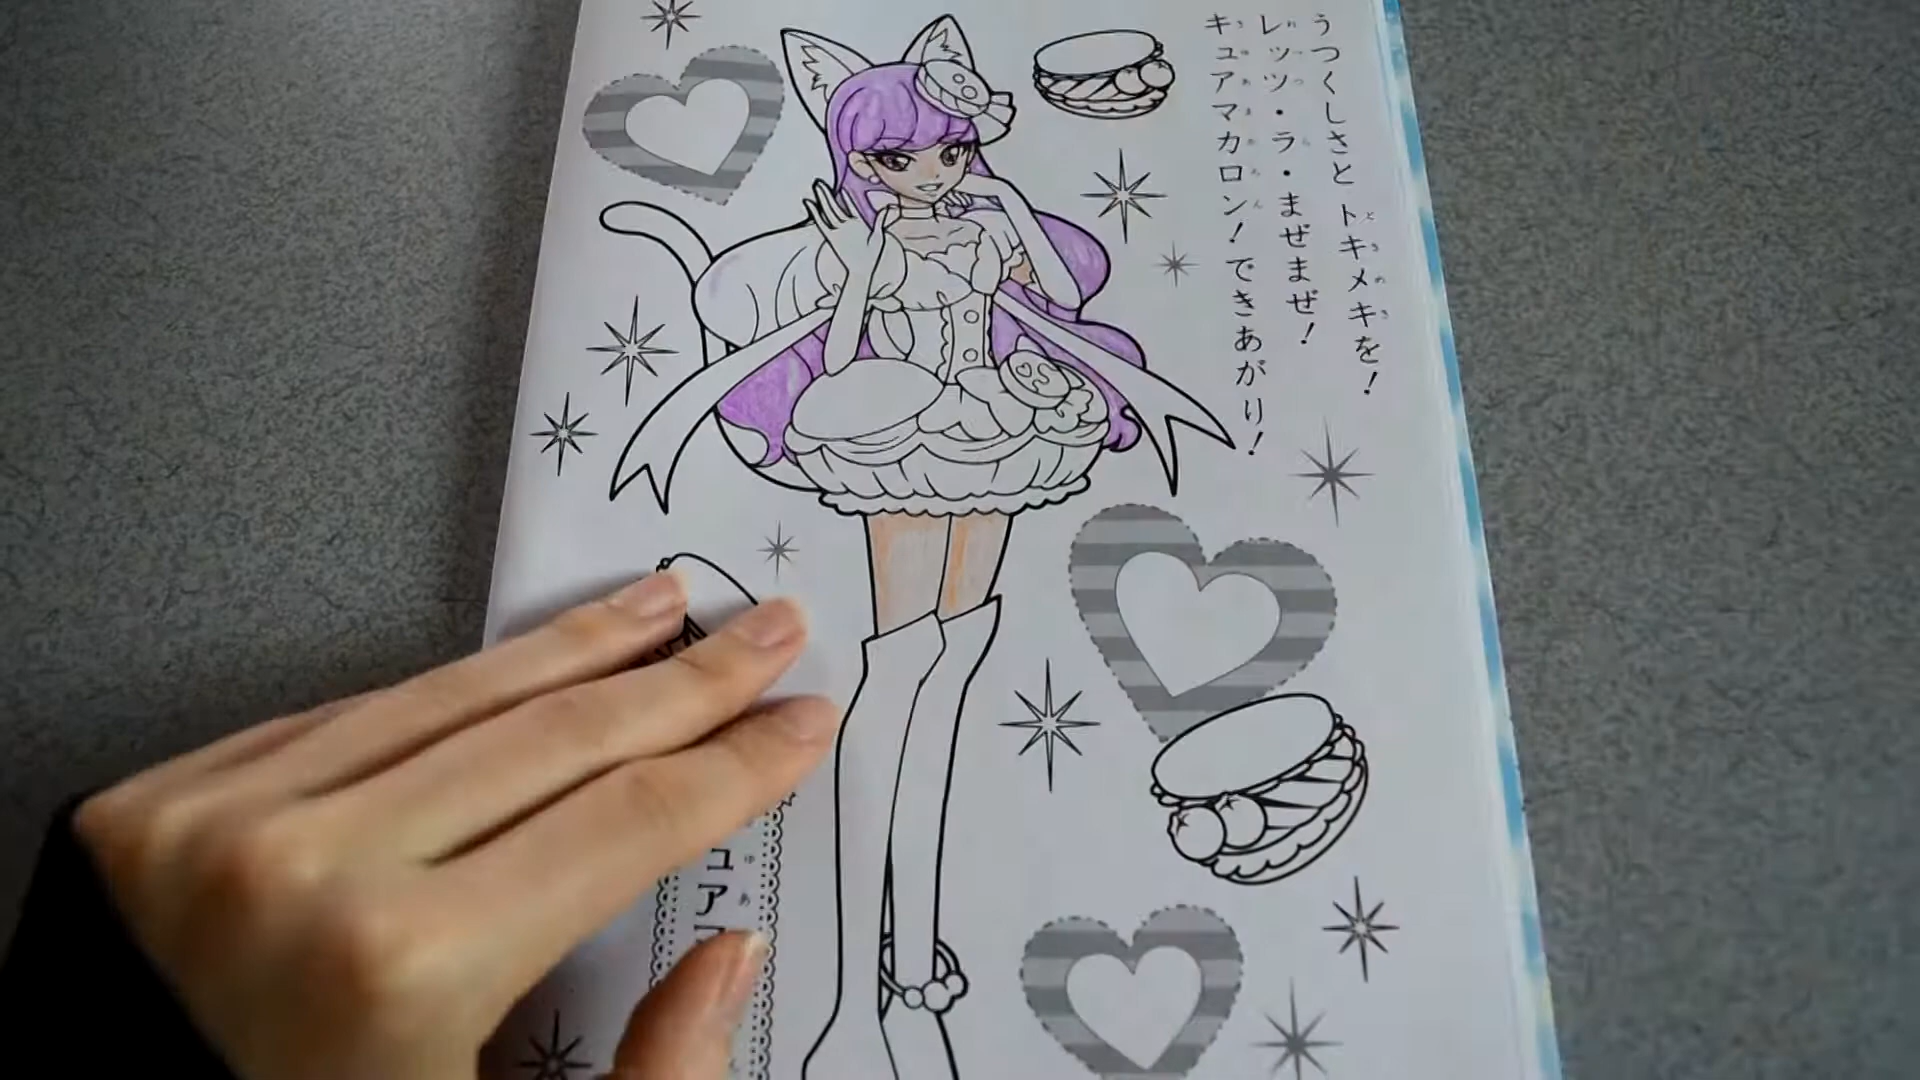 うつくしさと トキメキを!
レッツ・ラ・まぜまぜ!
キュアマカロン!できあがり!
ュア